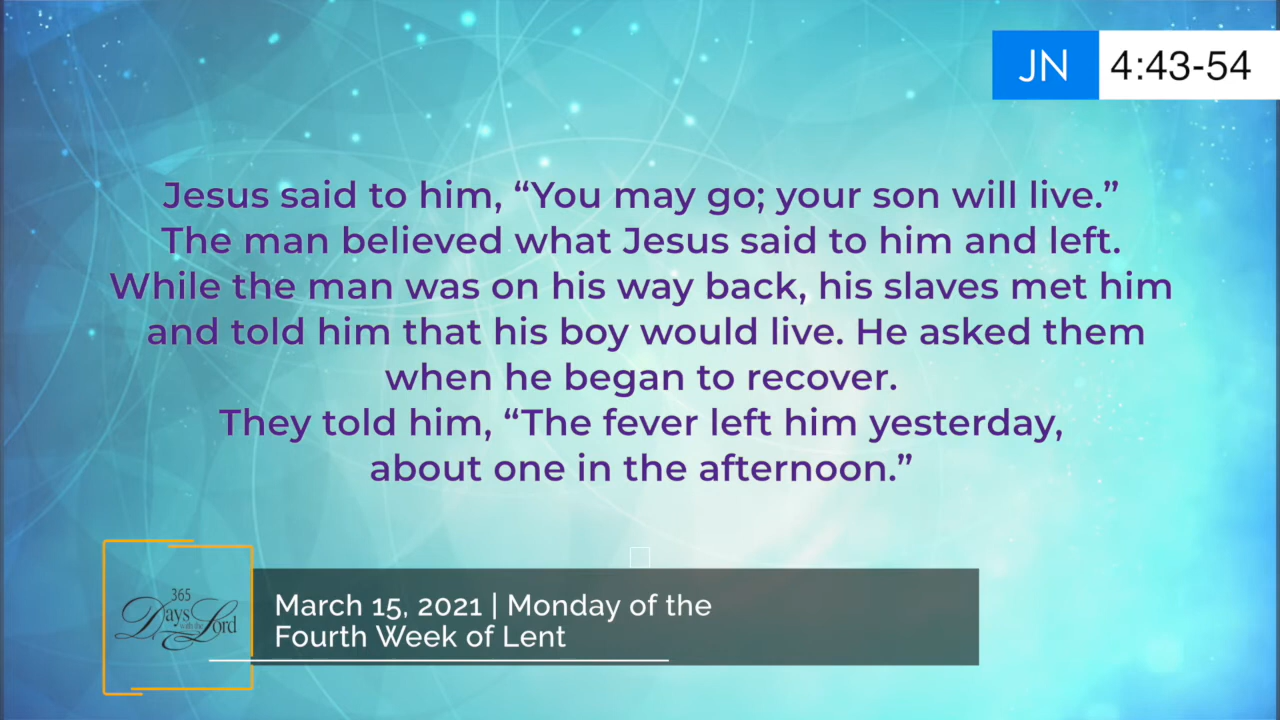 JN 4:43-54
Jesus said to him, “You may go; your son will live.”
The man believed what Jesus said to him and left.
While the man was on his way back, his slaves met him
and told him that his boy would live. He asked them
when he began to recover.
They told him, “The fever left him yesterday,
about one in the afternoon.”
365
Days with the Lord
March 15, 2021 | Monday of the
Fourth Week of Lent